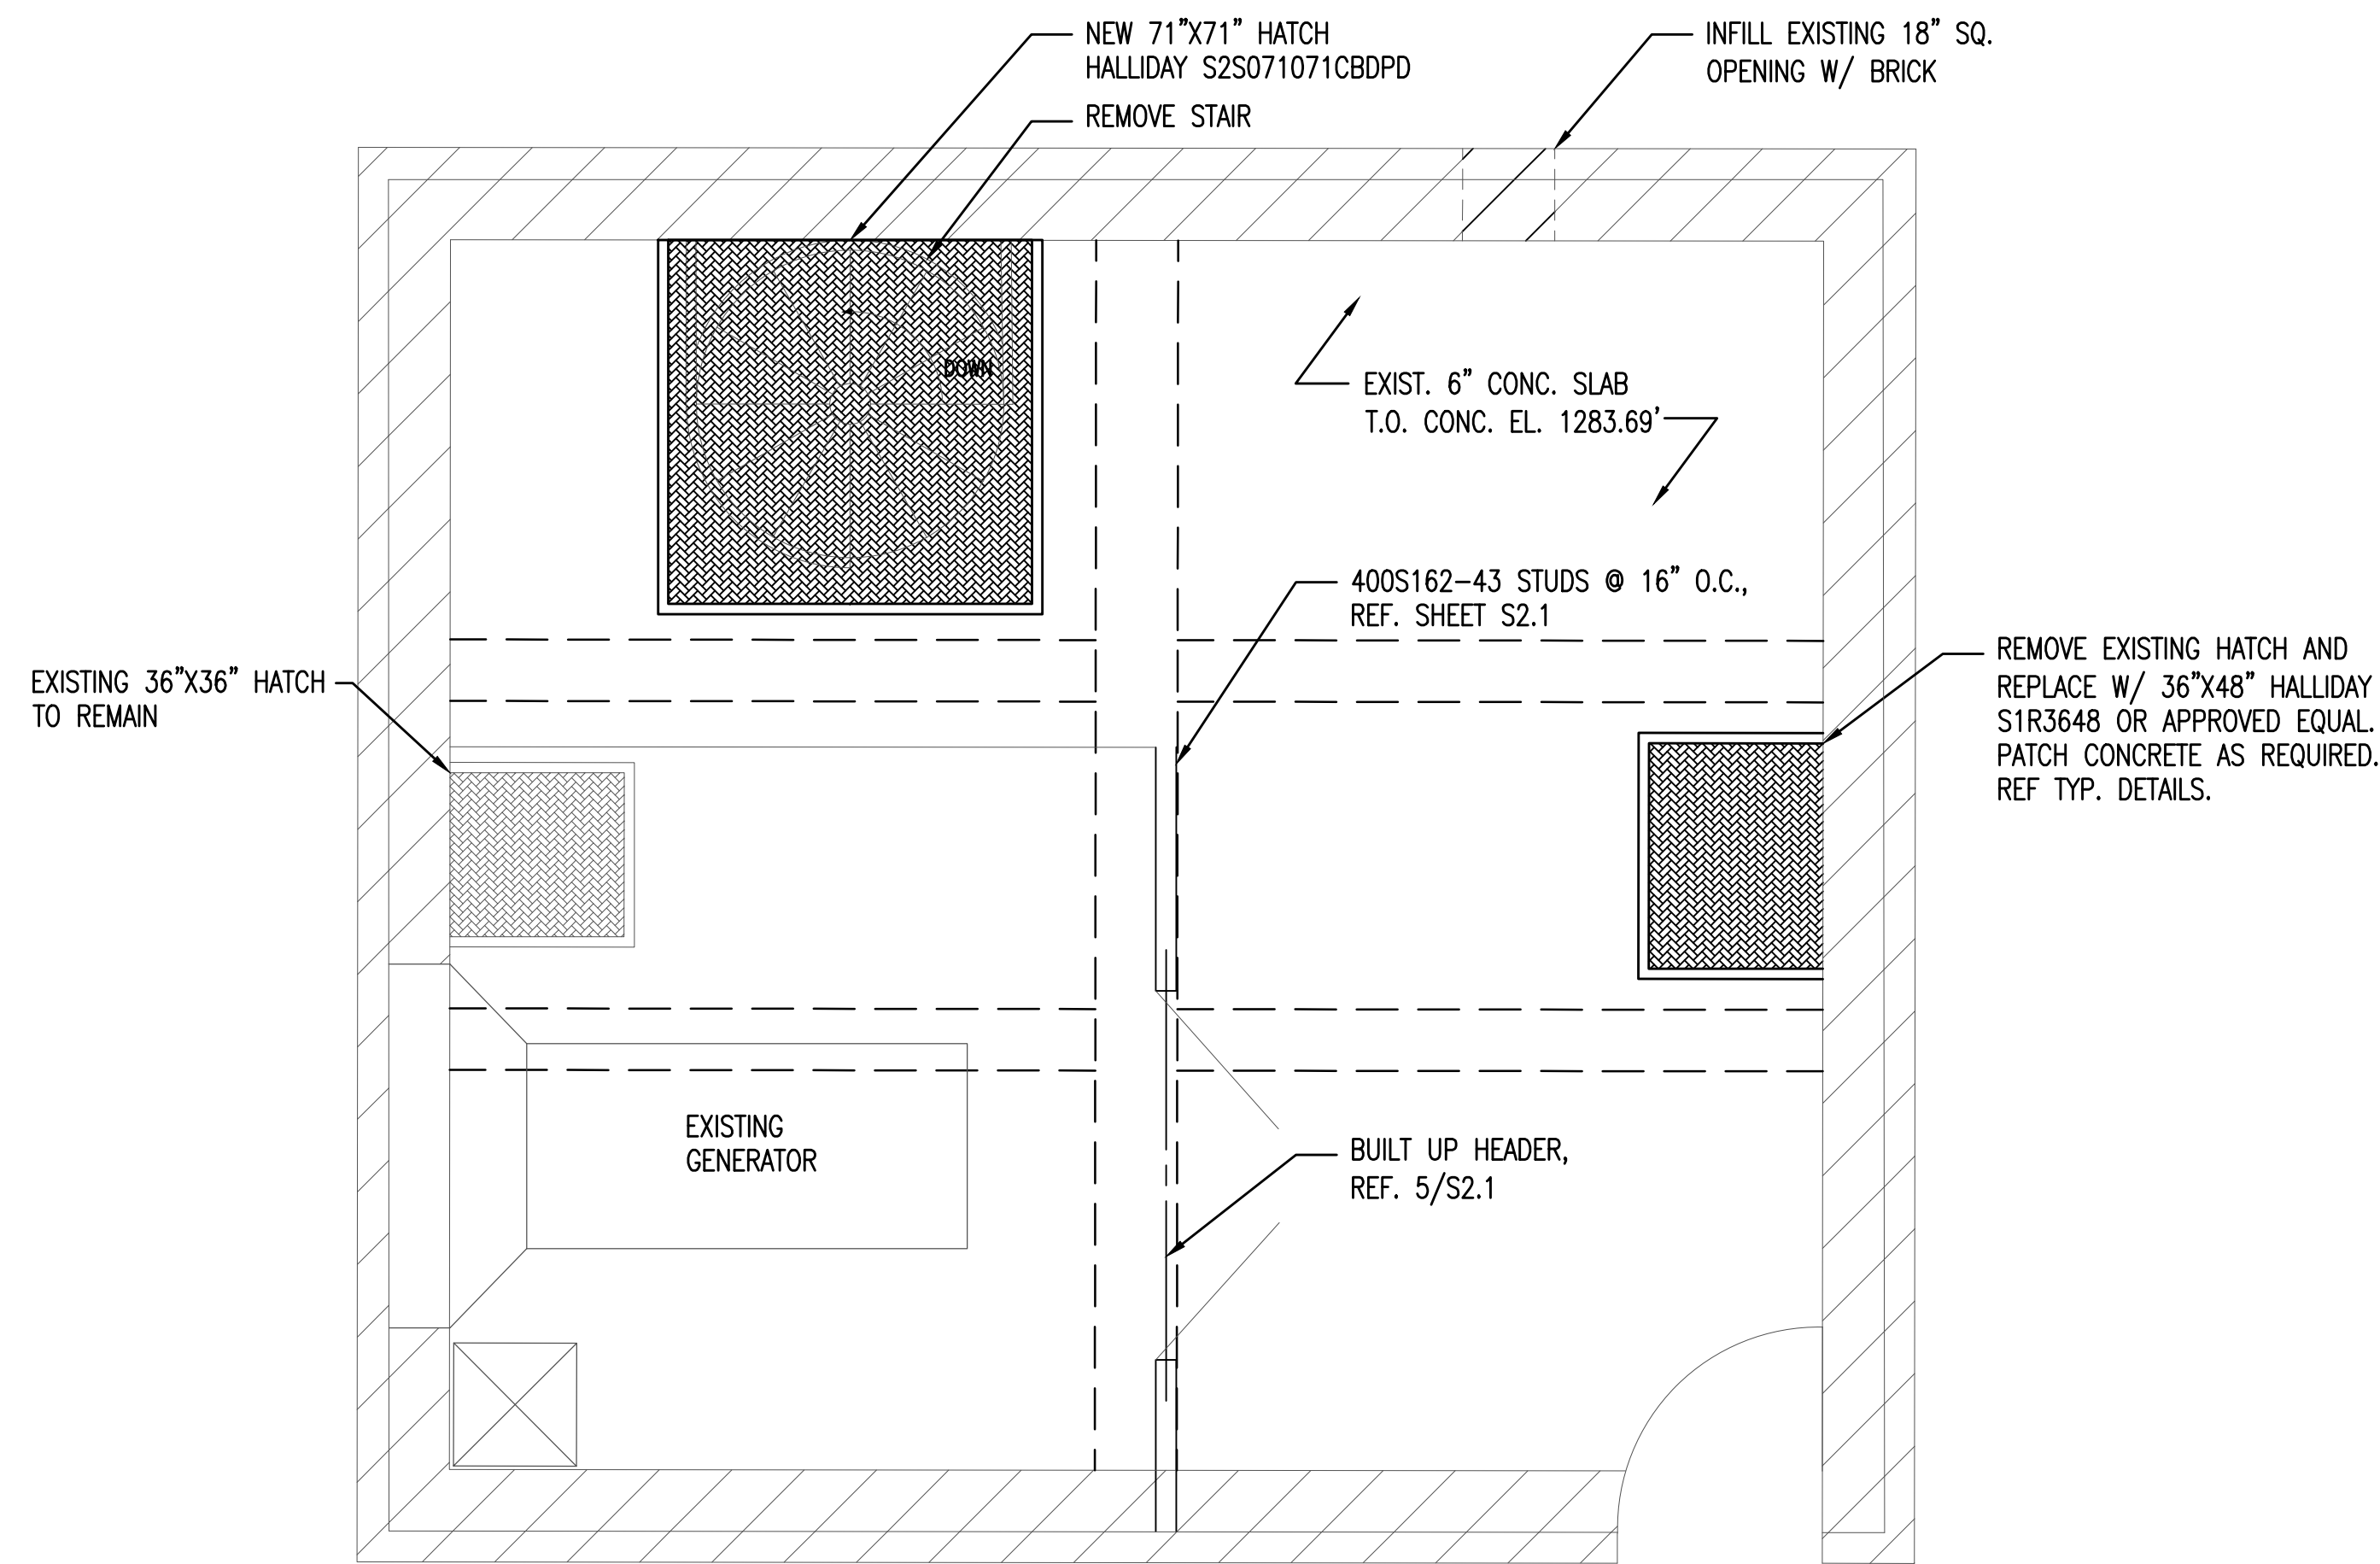 NEW 71"X71" HATCH
HALLIDAY S2S071071CBDPD
REMOVE STAIR
INFILL EXISTING 18" SQ.
OPENING W/ BRICK
DOWN
EXIST. 6" CONC. SLAB
T.O. CONC. EL. 1283.69'
400S162-43 STUDS @ 16" O.C.,
REF. SHEET S2.1
EXISTING 36"X36" HATCH
TO REMAIN
REMOVE EXISTING HATCH AND
REPLACE W/ 36"X48" HALLIDAY
S1R3648 OR APPROVED EQUAL.
PATCH CONCRETE AS REQUIRED.
REF TYP. DETAILS.
EXISTING
GENERATOR
BUILT UP HEADER,
REF. 5/S2.1